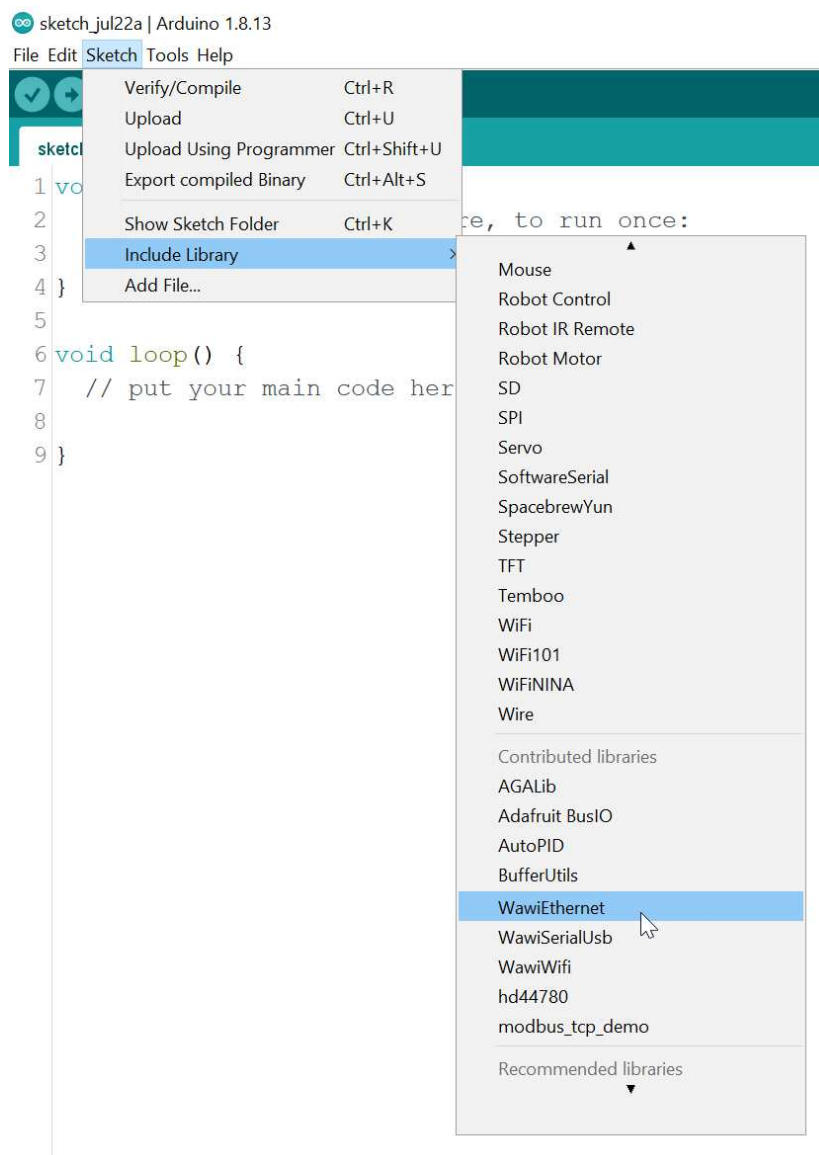 sketch_jul22a | Arduino 1.8.13
File Edit Sketch Tools Help
Verify/Compile Ctrl+R
Upload Ctrl+U
Upload Using Programmer Ctrl+Shift+U
Export compiled Binary Ctrl+Alt+S
Show Sketch Folder Ctrl+K
Include Library
Add File...
1 vo
2 re, to run once:
3
4 }
5
6 void loop() {
7 // put your main code her
8
9 }
Mouse
Robot Control
Robot IR Remote
Robot Motor
SD
SPI
Servo
SoftwareSerial
SpacebrewYun
Stepper
TFT
Temboo
WiFi
WiFi101
WiFiNINA
Wire
Contributed libraries
AGALib
Adafruit BusIO
AutoPID
BufferUtils
WawiEthernet
WawiSerialUsb
WawiWifi
hd44780
modbus_tcp_demo
Recommended libraries